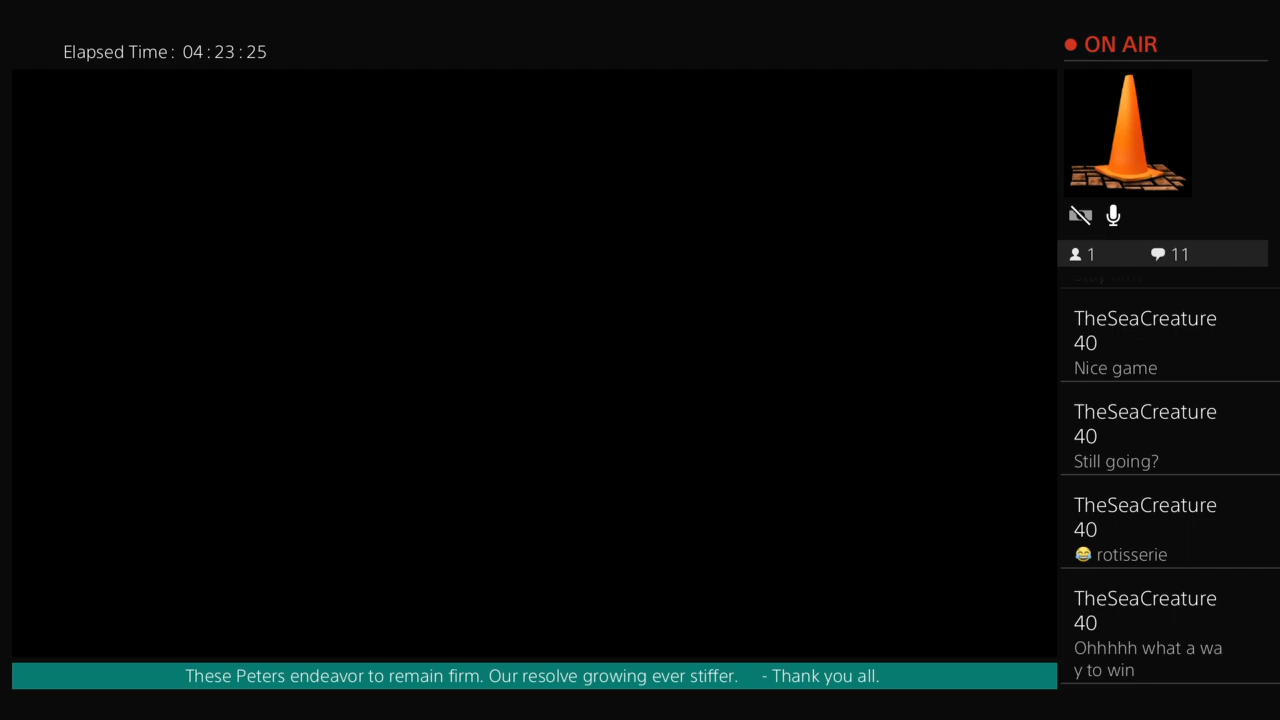 Elapsed Time: 04:23:25
ON AIR
1 11
TheSeaCreature
40
Nice game
TheSeaCreature
40
Still going?
TheSeaCreature
40
😂 rotisserie
TheSeaCreature
40
Ohhhhh what a wa
y to win
These Peters endeavor to remain firm. Our resolve growing ever stiffer. - Thank you all.